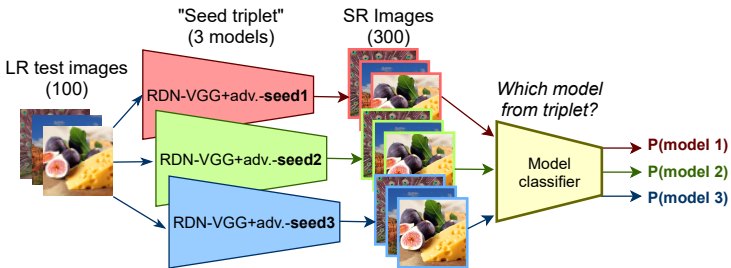 "Seed triplet"
(3 models)
SR Images
(300)
LR test images
(100)
RDN-VGG+adv.-seed1
RDN-VGG+adv.-seed2
RDN-VGG+adv.-seed3
Which model
from triplet?
Model
classifier
P(model 1)
P(model 2)
P(model 3)